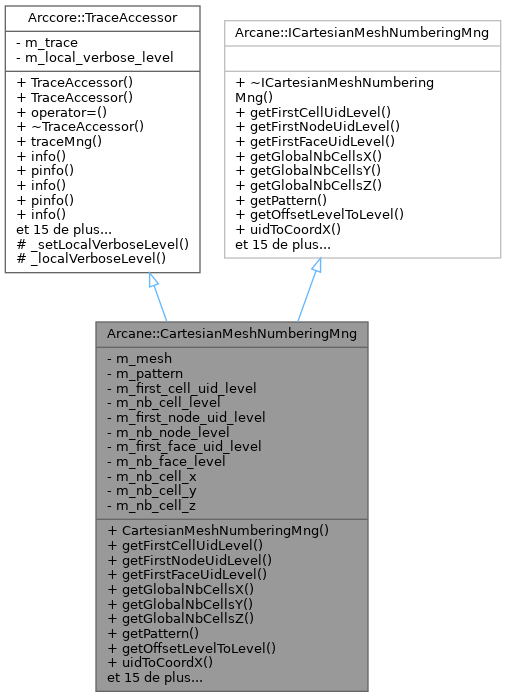 Arccore::TraceAccessor
- m_trace
- m_local_verbose_level
+ TraceAccessor()
+ TraceAccessor()
+ operator=()
+ ~TraceAccessor()
+ traceMng()
+ info()
+ pinfo()
+ info()
+ pinfo()
+ info()
et 15 de plus...
# _setLocalVerboseLevel()
# _localVerboseLevel()
Arcane::ICartesianMeshNumberingMng
+ ~ICartesianMeshNumbering
Mng()
+ getFirstCellUidLevel()
+ getFirstNodeUidLevel()
+ getFirstFaceUidLevel()
+ getGlobalNbCellsX()
+ getGlobalNbCellsY()
+ getGlobalNbCellsZ()
+ getPattern()
+ getOffsetLevelToLevel()
+ uidToCoordX()
et 15 de plus...
Arcane::CartesianMeshNumberingMng
- m_mesh
- m_pattern
- m_first_cell_uid_level
- m_nb_cell_level
- m_first_node_uid_level
- m_nb_node_level
- m_first_face_uid_level
- m_nb_face_level
- m_nb_cell_x
- m_nb_cell_y
- m_nb_cell_z
+ CartesianMeshNumberingMng()
+ getFirstCellUidLevel()
+ getFirstNodeUidLevel()
+ getFirstFaceUidLevel()
+ getGlobalNbCellsX()
+ getGlobalNbCellsY()
+ getGlobalNbCellsZ()
+ getPattern()
+ getOffsetLevelToLevel()
+ uidToCoordX()
et 15 de plus...